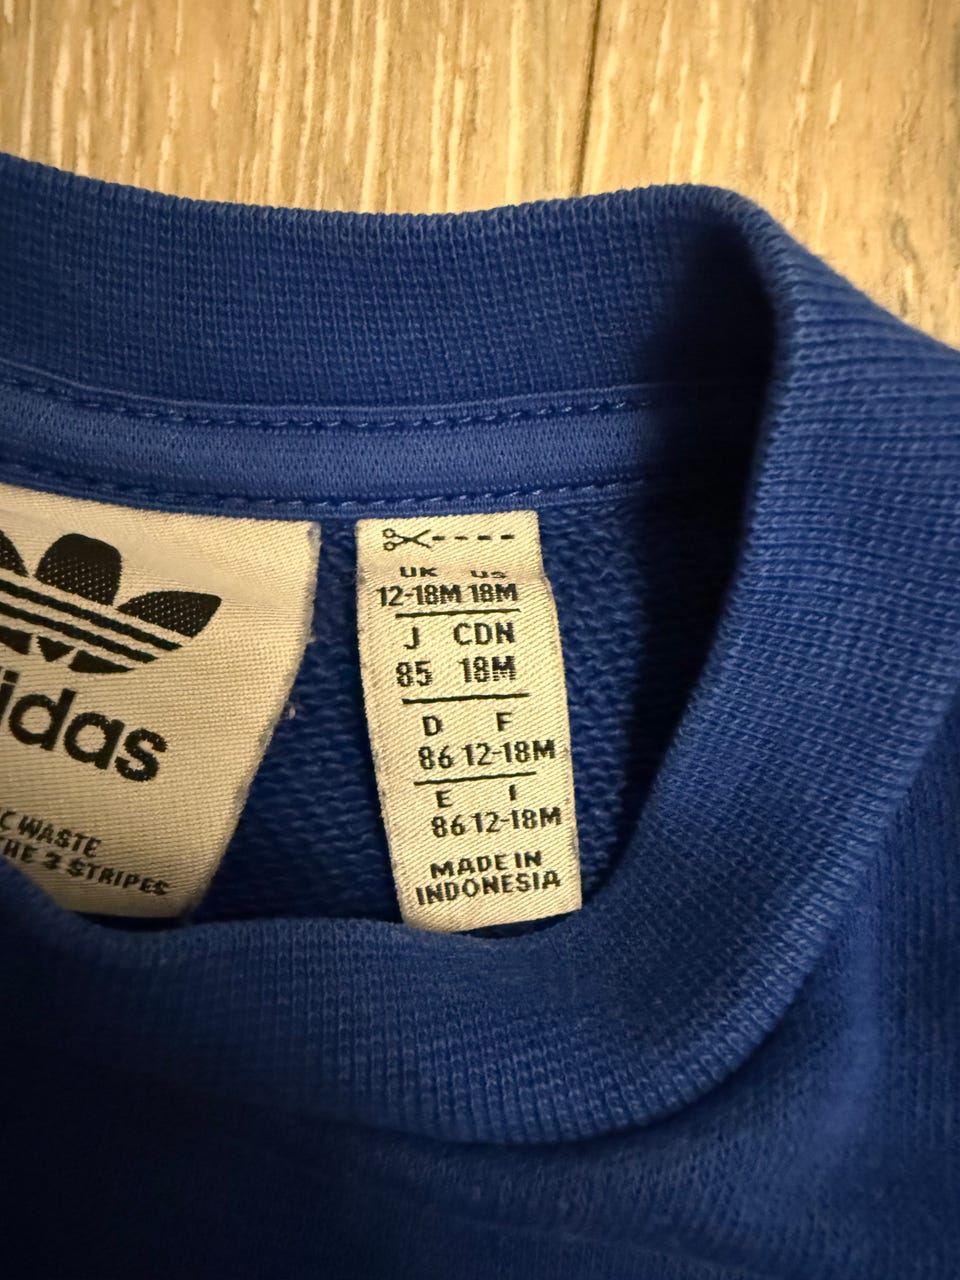 idas
C WASTE
THE 3 STRIPES
UK US
12-18M 18M
J CDN
85 18M
D F
86 12-18M
E I
86 12-18M
MADE IN
INDONESIA